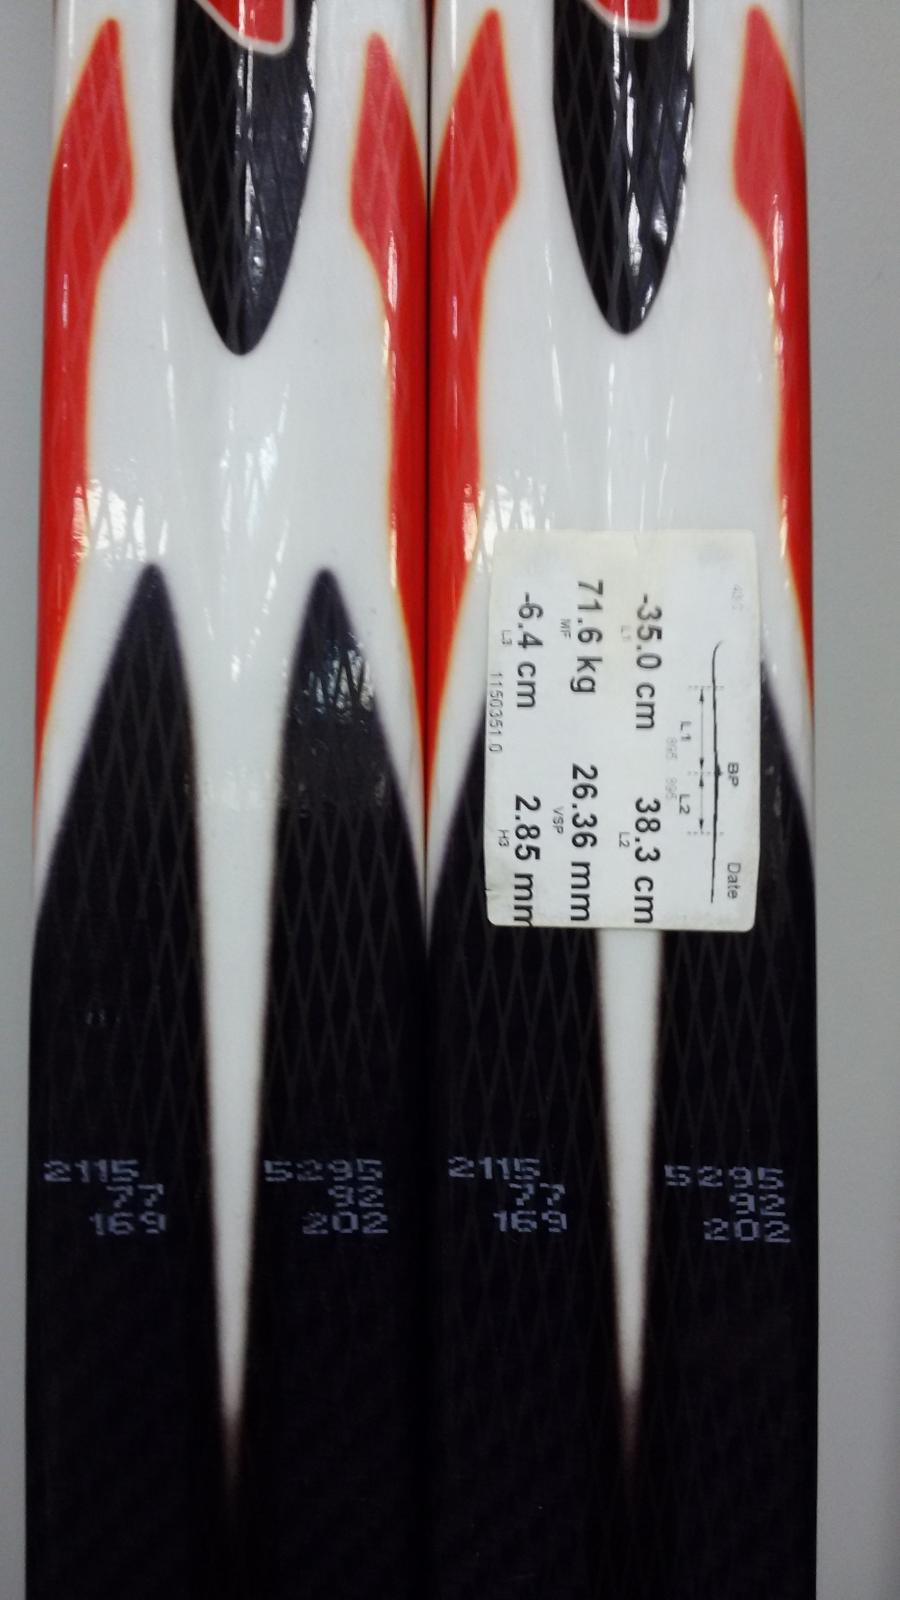 BP
Date
L1
L2
-35.0 cm
38.3 cm
L1
L2
71.6 kg
26.36 mm
MF
VSP
-6.4 cm
2.85 mm
L3
H3
1150351.0
2115
77
169
5295
92
202
2115
77
169
5295
92
202